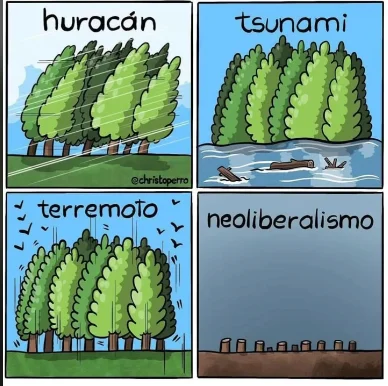 huracán
@christoperro
tsunami
terremoto
neoliberalismo